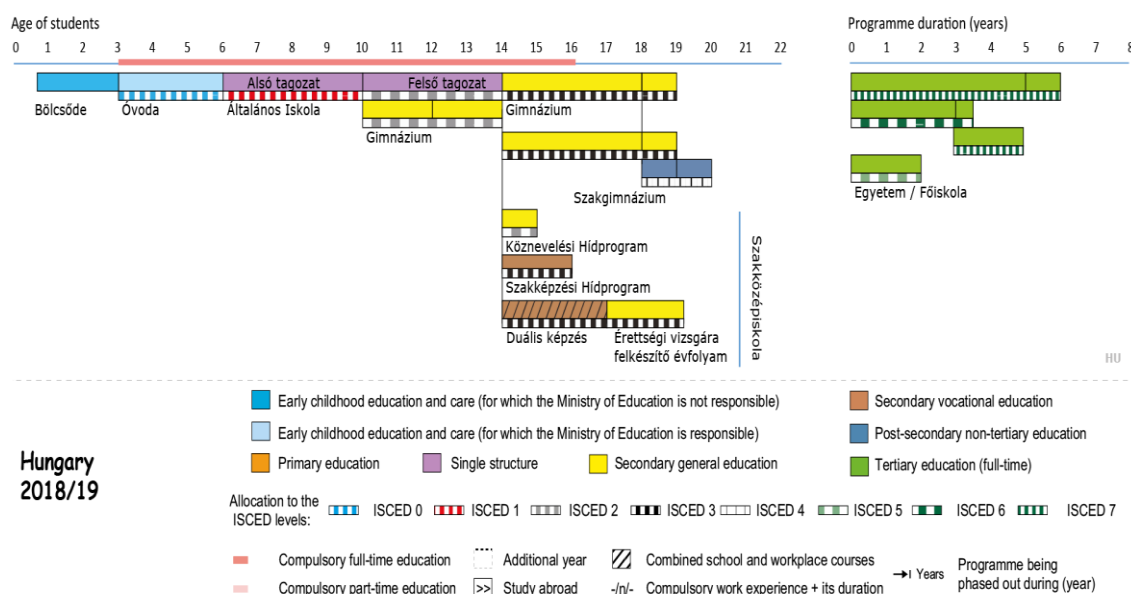 Age of students
Programme duration (years)
0 1 2 3 4 5 6 7 8 9 10 11 12 13 14 15 16 17 18 19 20 22
0 1 2 3 4 5 6 7 8
Alsó tagozat
Felső tagozat
Bölcsőde
Óvoda
Általános Iskola
Gimnázium
Gimnázium
Szakgimnázium
Egyetem / Főiskola
Köznevelési Hídprogram
Szakképzési Hídprogram
Duális képzés
Érettségi vizsgára
felkészítő évfolyam
Szakközépiskola
HU
Hungary
2018/19
Early childhood education and care (for which the Ministry of Education is not responsible)
Secondary vocational education
Early childhood education and care (for which the Ministry of Education is responsible)
Post-secondary non-tertiary education
Primary education
Single structure
Secondary general education
Tertiary education (full-time)
Allocation to the
ISCED levels:
ISCED 0
ISCED 1
ISCED 2
ISCED 3
ISCED 4
ISCED 5
ISCED 6
ISCED 7
Compulsory full-time education
Additional year
Combined school and workplace courses
Years
Programme being
phased out during (year)
Compulsory part-time education
>> Study abroad
-/n/- Compulsory work experience + its duration